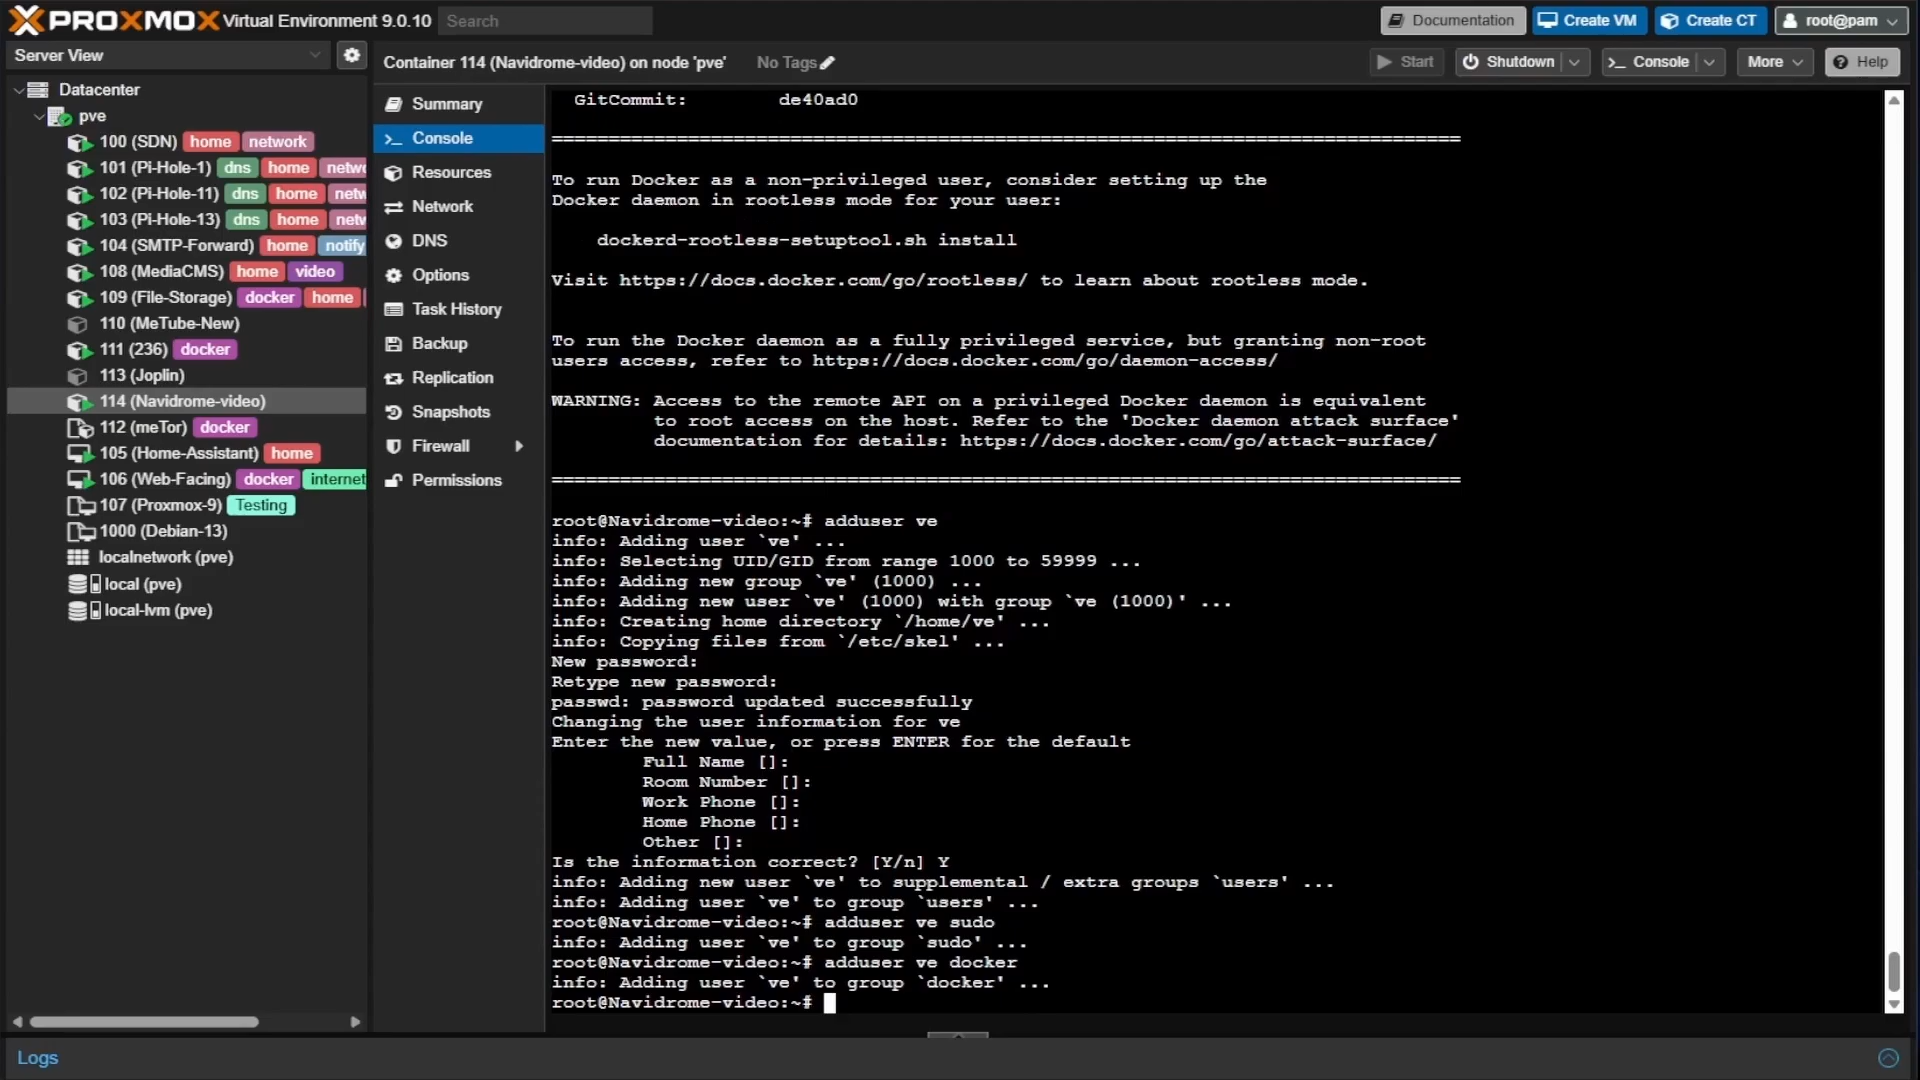 PROXMOX Virtual Environment 9.0.10 Search Documentation Create VM Create CT root@pam
Server View
Container 114 (Navidrome-video) on node 'pve' No Tags Start Shutdown Console More Help
Datacenter
pve
100 (SDN) home network
101 (Pi-Hole-1) dns home netwo
102 (Pi-Hole-11) dns home netw
103 (Pi-Hole-13) dns home netw
104 (SMTP-Forward) home notify
108 (MediaCMS) home video
109 (File-Storage) docker home
110 (MeTube-New)
111 (236) docker
113 (Joplin)
114 (Navidrome-video)
112 (meTor) docker
105 (Home-Assistant) home
106 (Web-Facing) docker internet
107 (Proxmox-9) Testing
1000 (Debian-13)
localnetwork (pve)
local (pve)
local-lvm (pve)
Summary
Console
Resources
Network
DNS
Options
Task History
Backup
Replication
Snapshots
Firewall
Permissions
GitCommit: de40ad0
================================================================================
To run Docker as a non-privileged user, consider setting up the
Docker daemon in rootless mode for your user:
dockerd-rootless-setuptool.sh install
Visit https://docs.docker.com/go/rootless/ to learn about rootless mode.
To run the Docker daemon as a fully privileged service, but granting non-root
users access, refer to https://docs.docker.com/go/daemon-access/
WARNING: Access to the remote API on a privileged Docker daemon is equivalent
to root access on the host. Refer to the 'Docker daemon attack surface'
documentation for details: https://docs.docker.com/go/attack-surface/
================================================================================
root@Navidrome-video:~# adduser ve
info: Adding user `ve' ...
info: Selecting UID/GID from range 1000 to 59999 ...
info: Adding new group `ve' (1000) ...
info: Adding new user `ve' (1000) with group `ve (1000)' ...
info: Creating home directory `/home/ve' ...
info: Copying files from `/etc/skel' ...
New password:
Retype new password:
passwd: password updated successfully
Changing the user information for ve
Enter the new value, or press ENTER for the default
Full Name []:
Room Number []:
Work Phone []:
Home Phone []:
Other []:
Is the information correct? [Y/n] Y
info: Adding new user `ve' to supplemental / extra groups `users' ...
info: Adding user `ve' to group `users' ...
root@Navidrome-video:~# adduser ve sudo
info: Adding user `ve' to group `sudo' ...
root@Navidrome-video:~# adduser ve docker
info: Adding user `ve' to group `docker' ...
root@Navidrome-video:~#
Logs